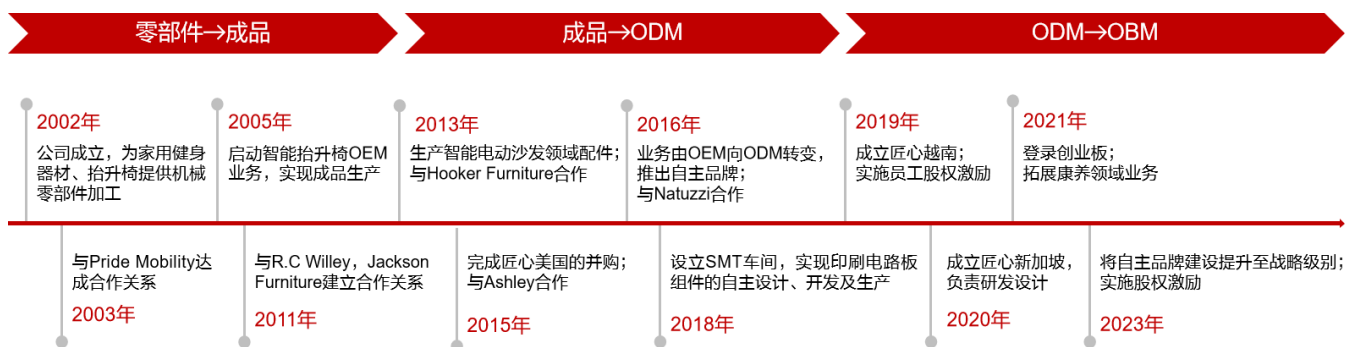 零部件→成品
成品→ODM
ODM→OBM
2002年
公司成立，为家用健身
器材、抬升椅提供机械
零部件加工
2005年
启动智能抬升椅OEM
业务，实现成品生产
2013年
生产智能电动沙发领域配件；
与Hooker Furniture合作
2016年
业务由OEM向ODM转变，
推出自主品牌；
与Natuzzi合作
2019年
成立匠心越南；
实施员工股权激励
2021年
登录创业板；
拓展康养领域业务
与Pride Mobility达
成合作关系
2003年
与R.C Willey，Jackson
Furniture建立合作关系
2011年
完成匠心美国的并购；
与Ashley合作
2015年
设立SMT车间，实现印刷电路板
组件的自主设计、开发及生产
2018年
成立匠心新加坡，
负责研发设计
2020年
将自主品牌建设提升至战略级别；
实施股权激励
2023年